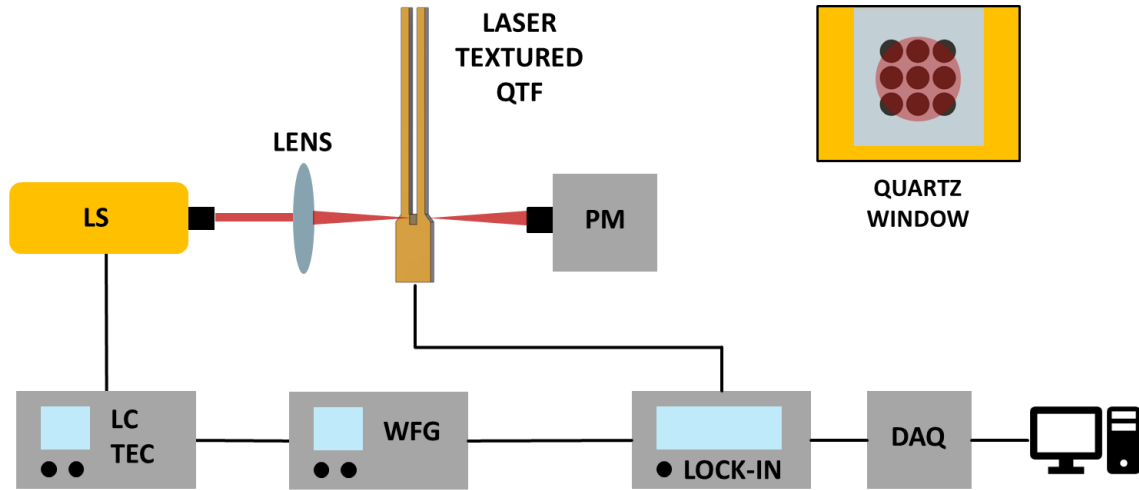 LASER
TEXTURED
QTF
LENS
LS
PM
QUARTZ
WINDOW
LC
TEC
WFG
LOCK-IN
DAQ